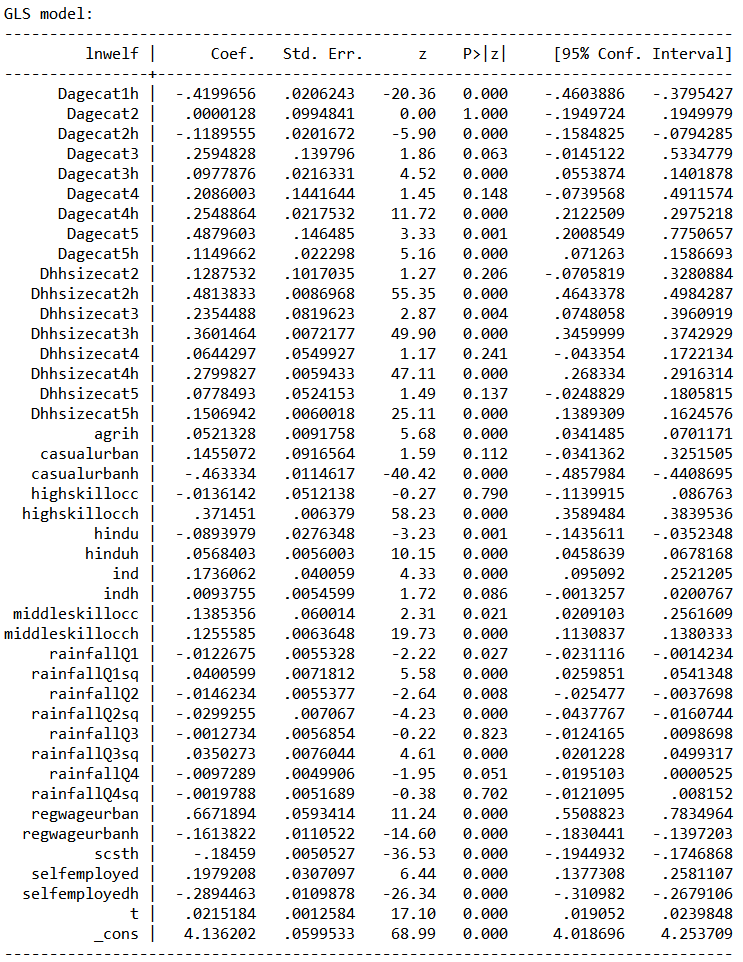 GLS model:
------------------------------------------------------------------------------
lnwelf | Coef. Std. Err. z P>|z| [95% Conf. Interval]
-------------+----------------------------------------------------------------
Dagecat1h | -.4199656 .0206243 -20.36 0.000 -.4603886 -.3795427
Dagecat2 | .0000128 .0994841 0.00 1.000 -.1949724 .1949979
Dagecat2h | -.1189555 .0201672 -5.90 0.000 -.1584825 -.0794285
Dagecat3 | .2594828 .139796 1.86 0.063 -.0145122 .5334779
Dagecat3h | .0977876 .0216331 4.52 0.000 .0553874 .1401878
Dagecat4 | .2086003 .1441644 1.45 0.148 -.0739568 .4911574
Dagecat4h | .2548864 .0217532 11.72 0.000 .2122509 .2975218
Dagecat5 | .4879603 .146485 3.33 0.001 .2008549 .7750657
Dagecat5h | .1149662 .022298 5.16 0.000 .071263 .1586693
Dhhsizecat2 | .1287532 .1017035 1.27 0.206 -.0705819 .3280884
Dhhsizecat2h | .4813833 .0086968 55.35 0.000 .4643378 .4984287
Dhhsizecat3 | .2354488 .0819623 2.87 0.004 .0748058 .3960919
Dhhsizecat3h | .3601464 .0072177 49.90 0.000 .3459999 .3742929
Dhhsizecat4 | .0644297 .0549927 1.17 0.241 -.043354 .1722134
Dhhsizecat4h | .2799827 .0059433 47.11 0.000 .268334 .2916314
Dhhsizecat5 | .0778493 .0524153 1.49 0.137 -.0248829 .1805815
Dhhsizecat5h | .1506942 .0060018 25.11 0.000 .1389309 .1624576
agrih | .0521328 .0091758 5.68 0.000 .0341485 .0701171
casualurban | .1455072 .0916564 1.59 0.112 -.0341362 .3251505
casualurbanh | -.463334 .0114617 -40.42 0.000 -.4857984 -.4408695
highskillocc | -.0136142 .0512138 -0.27 0.790 -.1139915 .086763
highskillocch | .371451 .006379 58.23 0.000 .3589484 .3839536
hindu | -.0893979 .0276348 -3.23 0.001 -.1435611 -.0352348
hinduh | .0568403 .0056003 10.15 0.000 .0458639 .0678168
ind | .1736062 .040059 4.33 0.000 .095092 .2521205
indh | .0093755 .0054599 1.72 0.086 -.0013257 .0200767
middleskillocc | .1385356 .060014 2.31 0.021 .0209103 .2561609
middleskillocch | .1255585 .0063648 19.73 0.000 .1130837 .1380333
rainfallQ1 | -.0122675 .0055328 -2.22 0.027 -.0231116 -.0014234
rainfallQ1sq | .0400599 .0071812 5.58 0.000 .0259851 .0541348
rainfallQ2 | -.0146234 .0055377 -2.64 0.008 -.025477 -.0037698
rainfallQ2sq | -.0299255 .007067 -4.23 0.000 -.0437767 -.0160744
rainfallQ3 | -.0012734 .0056854 -0.22 0.823 -.0124165 .0098698
rainfallQ3sq | .0350273 .0076044 4.61 0.000 .0201228 .0499317
rainfallQ4 | -.0097289 .0049906 -1.95 0.051 -.0195103 .0000525
rainfallQ4sq | -.0019788 .0051689 -0.38 0.702 -.0121095 .008152
regwageurban | .6671894 .0593414 11.24 0.000 .5508823 .7834964
regwageurbanh | -.1613822 .0110522 -14.60 0.000 -.1830441 -.1397203
scsth | -.18459 .0050527 -36.53 0.000 -.1944932 -.1746868
selfemployed | .1979208 .0307097 6.44 0.000 .1377308 .2581107
selfemployedh | -.2894463 .0109878 -26.34 0.000 -.310982 -.2679106
t | .0215184 .0012584 17.10 0.000 .019052 .0239848
_cons | 4.136202 .0599533 68.99 0.000 4.018696 4.253709
------------------------------------------------------------------------------